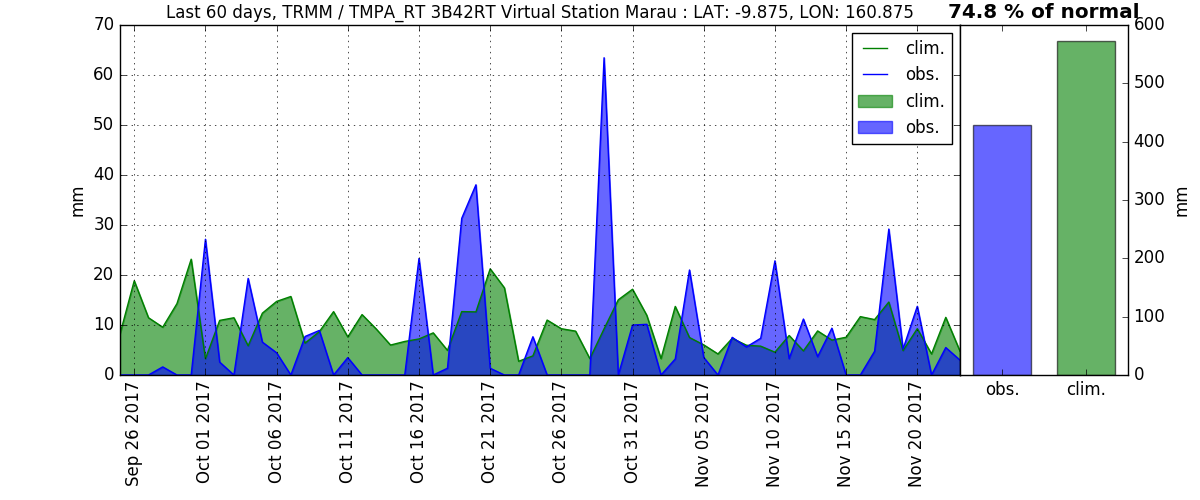 Last 60 days, TRMM / TMPA_RT 3B42RT Virtual Station Marau : LAT: -9.875, LON: 160.875
74.8 % of normal
70
60
50
40
30
20
10
0
mm
clim.
obs.
clim.
obs.
600
500
400
300
200
100
0
mm
Sep 26 2017
Oct 01 2017
Oct 06 2017
Oct 11 2017
Oct 16 2017
Oct 21 2017
Oct 26 2017
Oct 31 2017
Nov 05 2017
Nov 10 2017
Nov 15 2017
Nov 20 2017
obs.
clim.